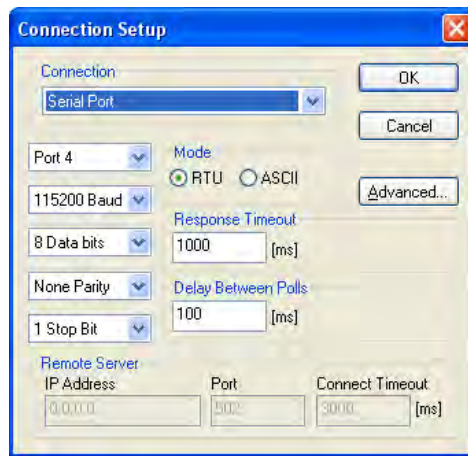 Connection Setup
Connection
OK
Serial Port
Cancel
Port 4
Mode
RTU ASCII
Advanced...
115200 Baud
Response Timeout
8 Data bits
1000 [ms]
None Parity
Delay Between Polls
100 [ms]
1 Stop Bit
Remote Server
IP Address Port Connect Timeout
0.0.0.0 502 3000 [ms]